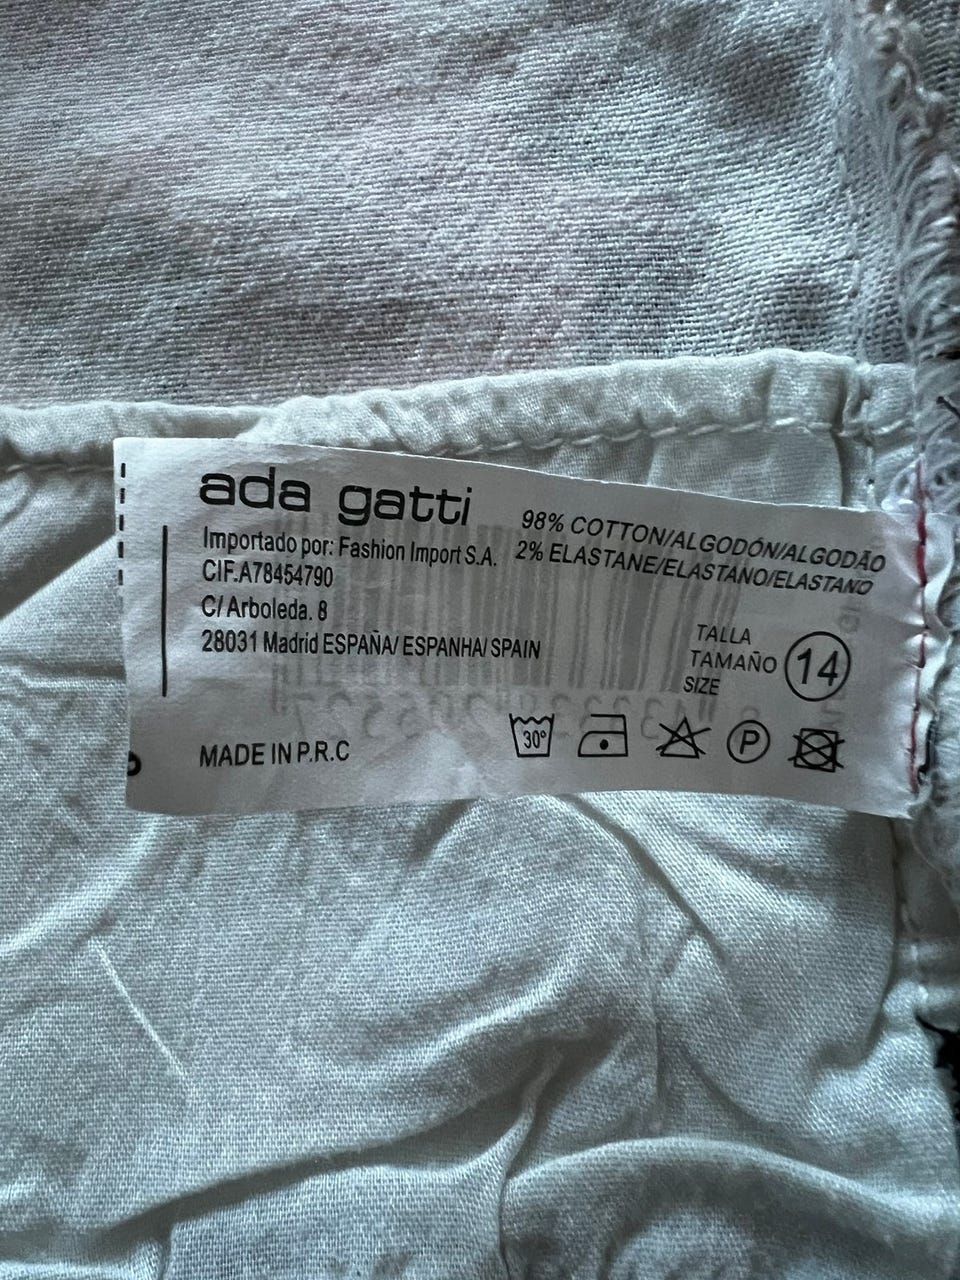 ada gatti
Importado por: Fashion Import S.A.
CIF.A78454790
C/ Arboleda. 8
28031 Madrid ESPAÑA/ ESPANHA/ SPAIN
MADE IN P.R.C
98% COTTON/ALGODÓN/ALGODÃO
2% ELASTANE/ELASTANO/ELASTANO
TALLA
TAMAÑO
SIZE
14
30°
P